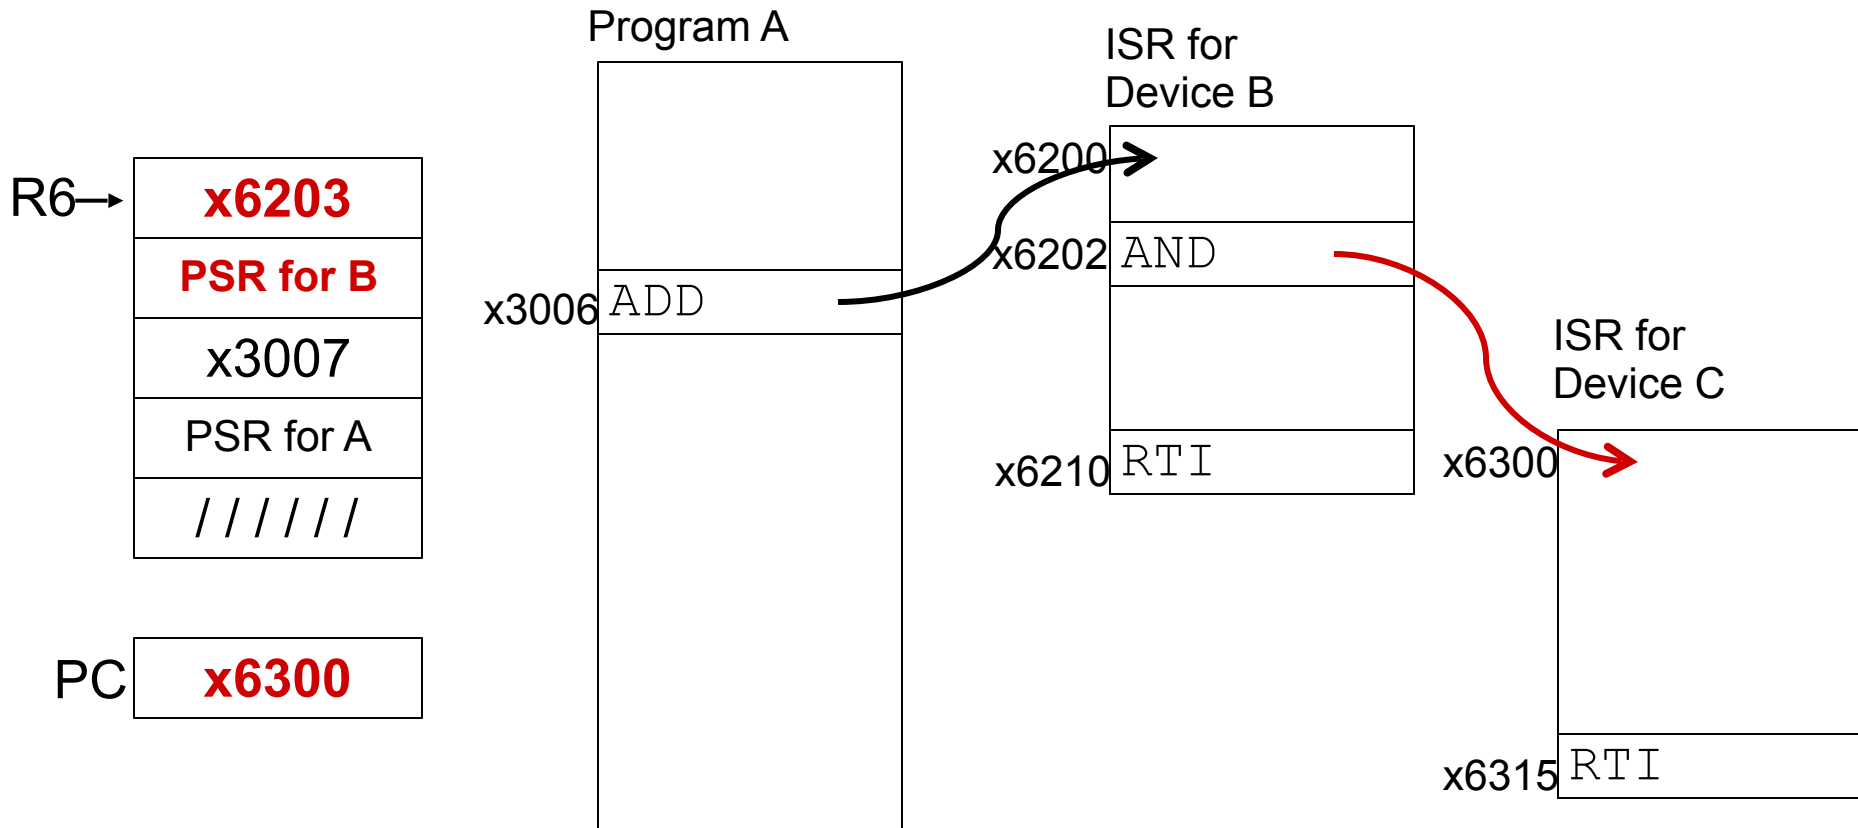 Program A
ISR for
Device B
R6
x6203
PSR for B
x3007
PSR for A
//////
PC
x6300
x3006
ADD
x6200
x6202
AND
x6210
RTI
ISR for
Device C
x6300
x6315
RTI